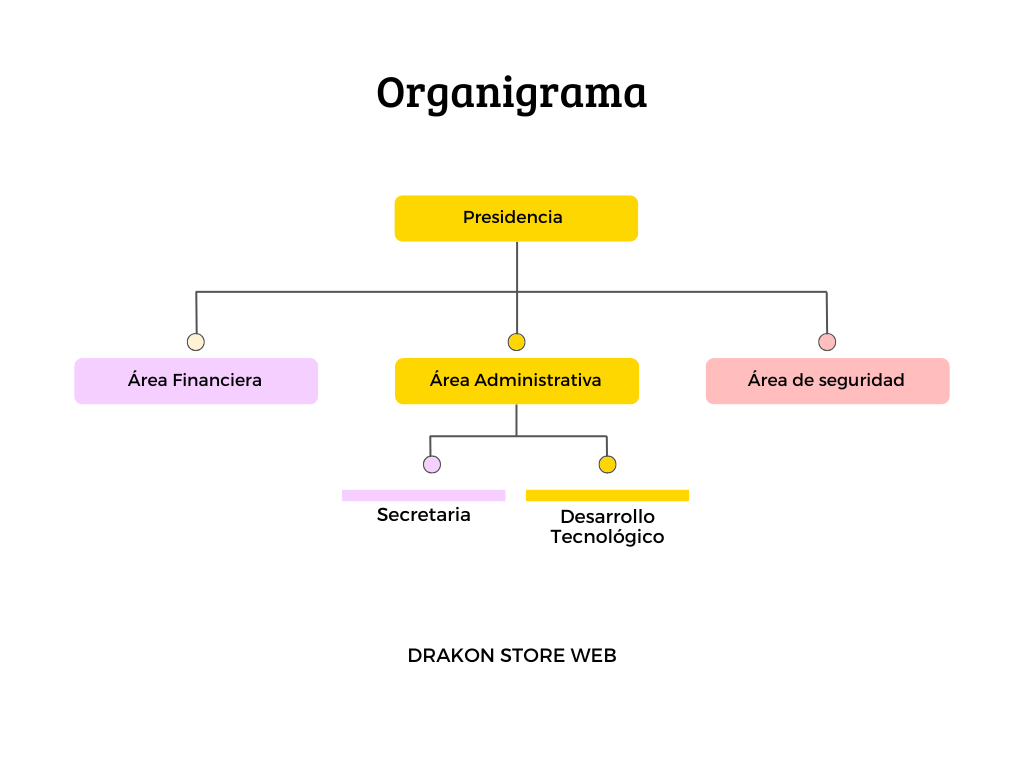 Organigrama
Presidencia
Área Financiera
Área Administrativa
Área de seguridad
Secretaria
Desarrollo
Tecnológico
DRAKON STORE WEB